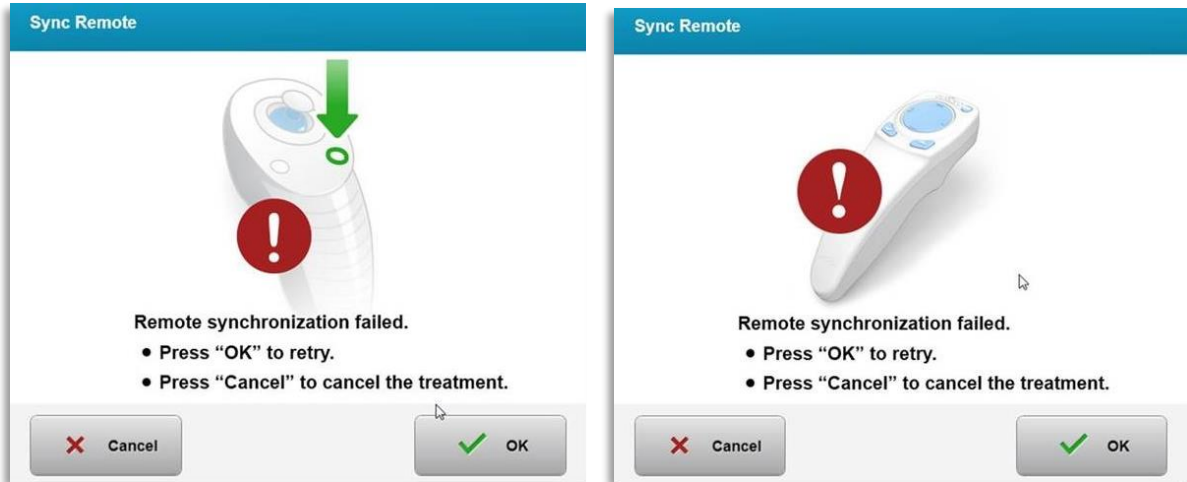 Sync Remote
Remote synchronization failed.
● Press “OK” to retry.
● Press “Cancel” to cancel the treatment.
Cancel
OK
Sync Remote
Remote synchronization failed.
● Press “OK” to retry.
● Press “Cancel” to cancel the treatment.
Cancel
OK